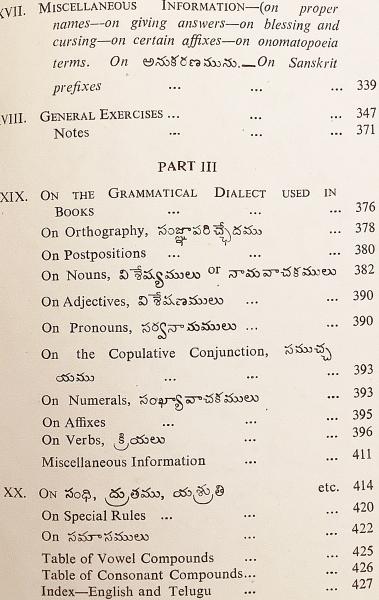 XVII. MISCELLANEOUS INFORMATION—(on proper
names—on giving answers—on blessing and
cursing—on certain affixes—on onomatopoeia
terms. On అనుకరణమును.—On Sanskrit
prefixes ... ... ... 339
VIII. GENERAL EXERCISES ... ... ... 347
Notes ... ... ... 371
PART III
XIX. ON THE GRAMMATICAL DIALECT USED IN
BOOKS ... ... ... 376
On Orthography, సంజ్ఞాపరిచ్ఛేదము ... 378
On Postpositions ... ... ... 380
On Nouns, విశేష్యములు or నామవాచకములు 382
On Adjectives, విశేషణములు ... ... 390
On Pronouns, సర్వనామములు ... ... 390
On the Copulative Conjunction, సముచ్చ
యము ... ... ... 393
On Numerals, సంఖ్యావాచకములు ... 393
On Affixes ... ... ... 395
On Verbs, క్రియలు ... ... 396
Miscellaneous Information ... ... 411
XX. ON సంధి, ద్రుతము, యశ్రుతి etc. 414
On Special Rules ... ... ... 420
On సమాసములు ... ... 422
Table of Vowel Compounds ... ... 425
Table of Consonant Compounds... ... 426
Index—English and Telugu ... ... 427